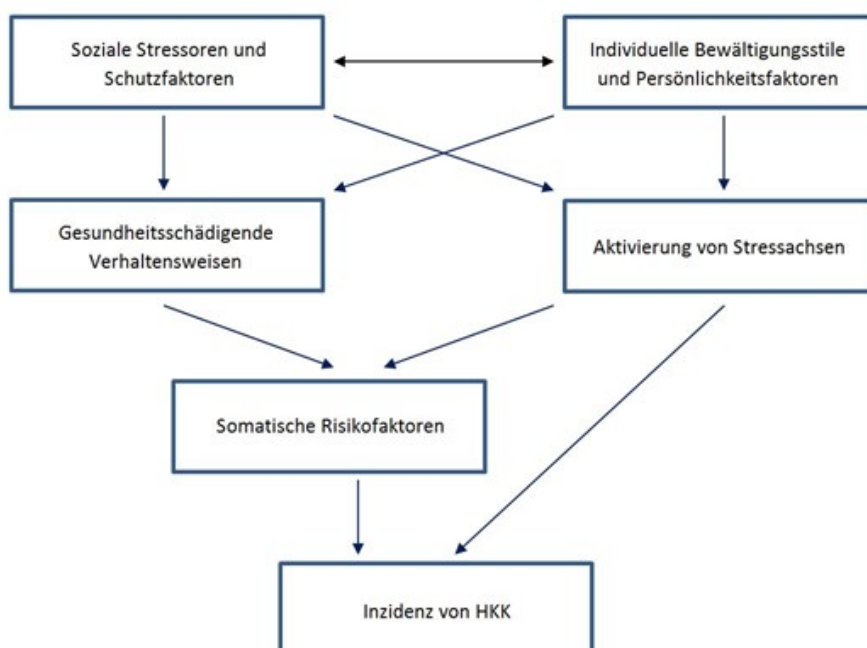 Soziale Stressoren und
Schutzfaktoren
Individuelle Bewältigungsstile
und Persönlichkeitsfaktoren
Gesundheitsschädigende
Verhaltensweisen
Aktivierung von Stressachsen
Somatische Risikofaktoren
Inzidenz von HKK